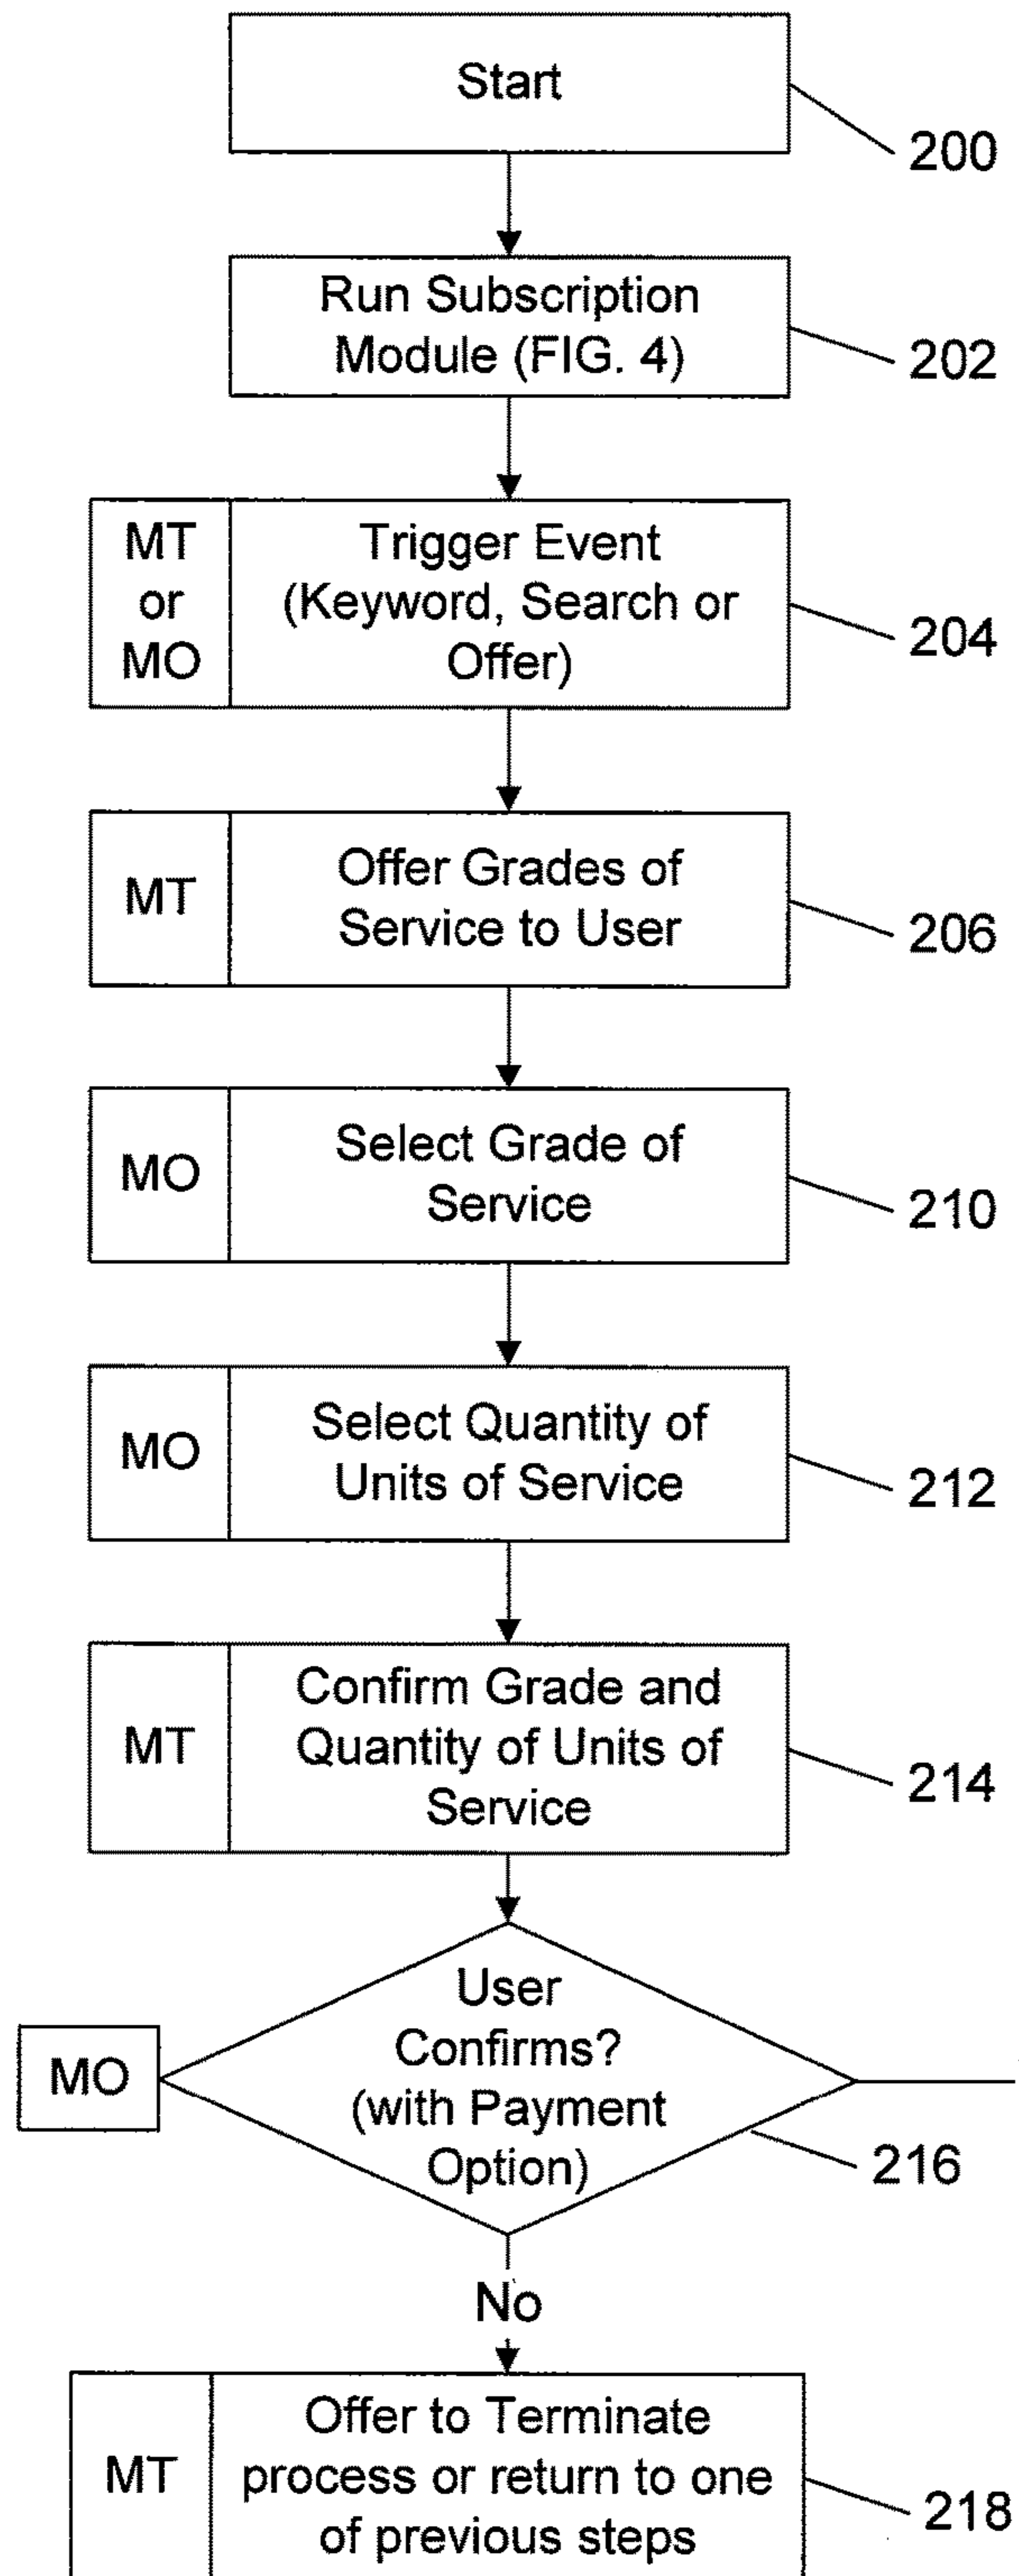 Start
200
Run Subscription
Module (FIG. 4)
202
MT
or
MO
Trigger Event
(Keyword, Search or
Offer)
204
MT
Offer Grades of
Service to User
206
MO
Select Grade of
Service
210
MO
Select Quantity of
Units of Service
212
MT
Confirm Grade and
Quantity of Units of
Service
214
MO
User
Confirms?
(with Payment
Option)
216
No
MT
Offer to Terminate
process or return to one
of previous steps
218